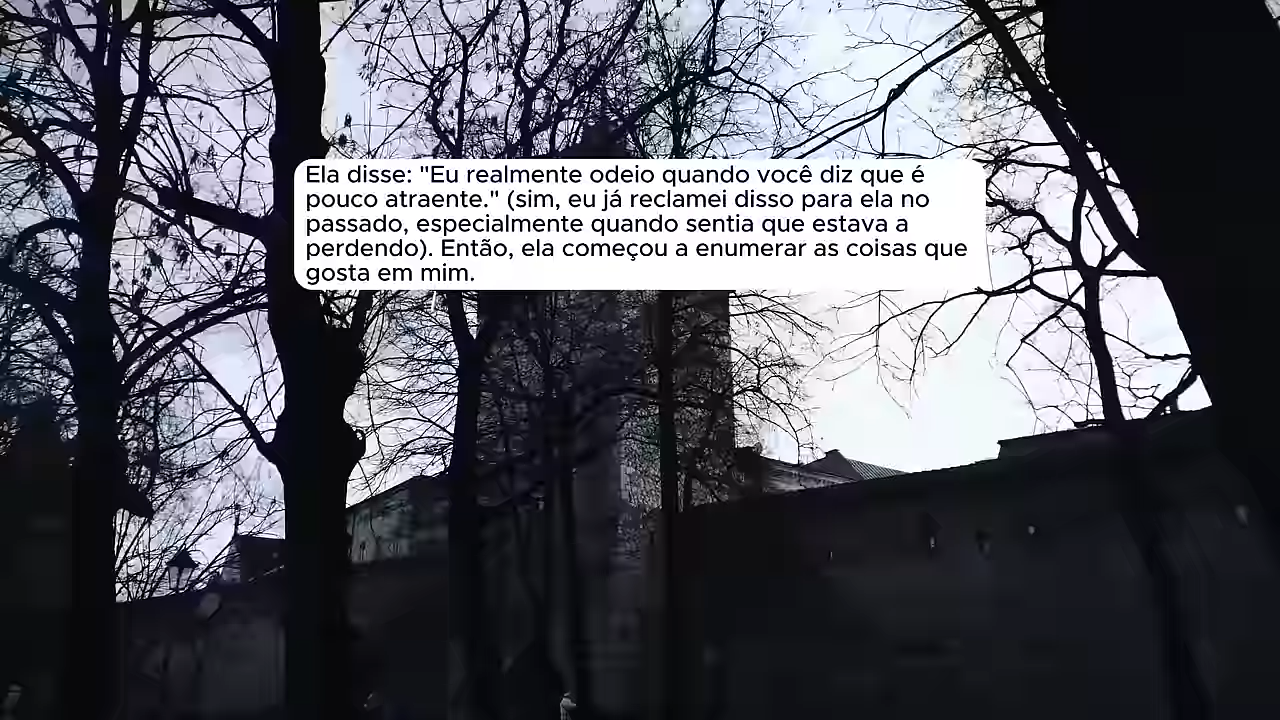 Ela disse: "Eu realmente odeio quando você diz que é
pouco atraente." (sim, eu já reclamei disso para ela no
passado, especialmente quando sentia que estava a
perdendo). Então, ela começou a enumerar as coisas que
gosta em mim.